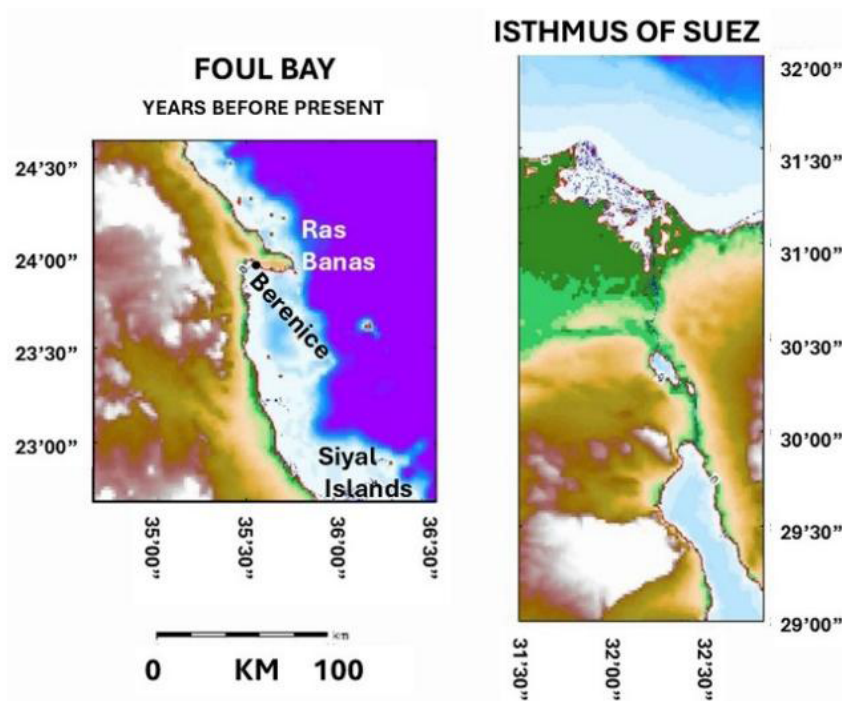 ISTHMUS OF SUEZ
FOUL BAY
YEARS BEFORE PRESENT
24’30”
24’00”
23’30”
23’00”
Ras
Banas
Berenice
Siyal
Islands
35’00”
35’30”
36’00”
36’30”
km
0 KM 100
32’00”
31’30”
31’00”
30’30”
30’00”
29’30”
29’00”
31’30”
32’00”
32’30”